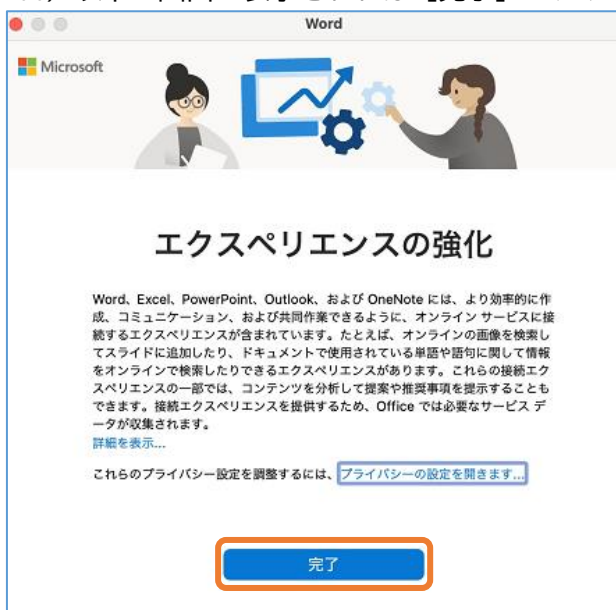 Word
Microsoft
エクスペリエンスの強化
Word、Excel、PowerPoint、Outlook、および OneNote には、より効率的に作
成、コミュニケーション、および共同作業できるように、オンライン サービスに接
続するエクスペリエンスが含まれています。たとえば、オンラインの画像を検索し
てスライドに追加したり、ドキュメントで使用されている単語や語句に関して情報
をオンラインで検索したりできるエクスペリエンスがあります。これらの接続エク
スペリエンスの一部では、コンテンツを分析して提案や推奨事項を提示することも
できます。接続エクスペリエンスを提供するため、Office では必要なサービス デ
ータが収集されます。
詳細を表示...
これらのプライバシー設定を調整するには、プライバシーの設定を開きます...
完了